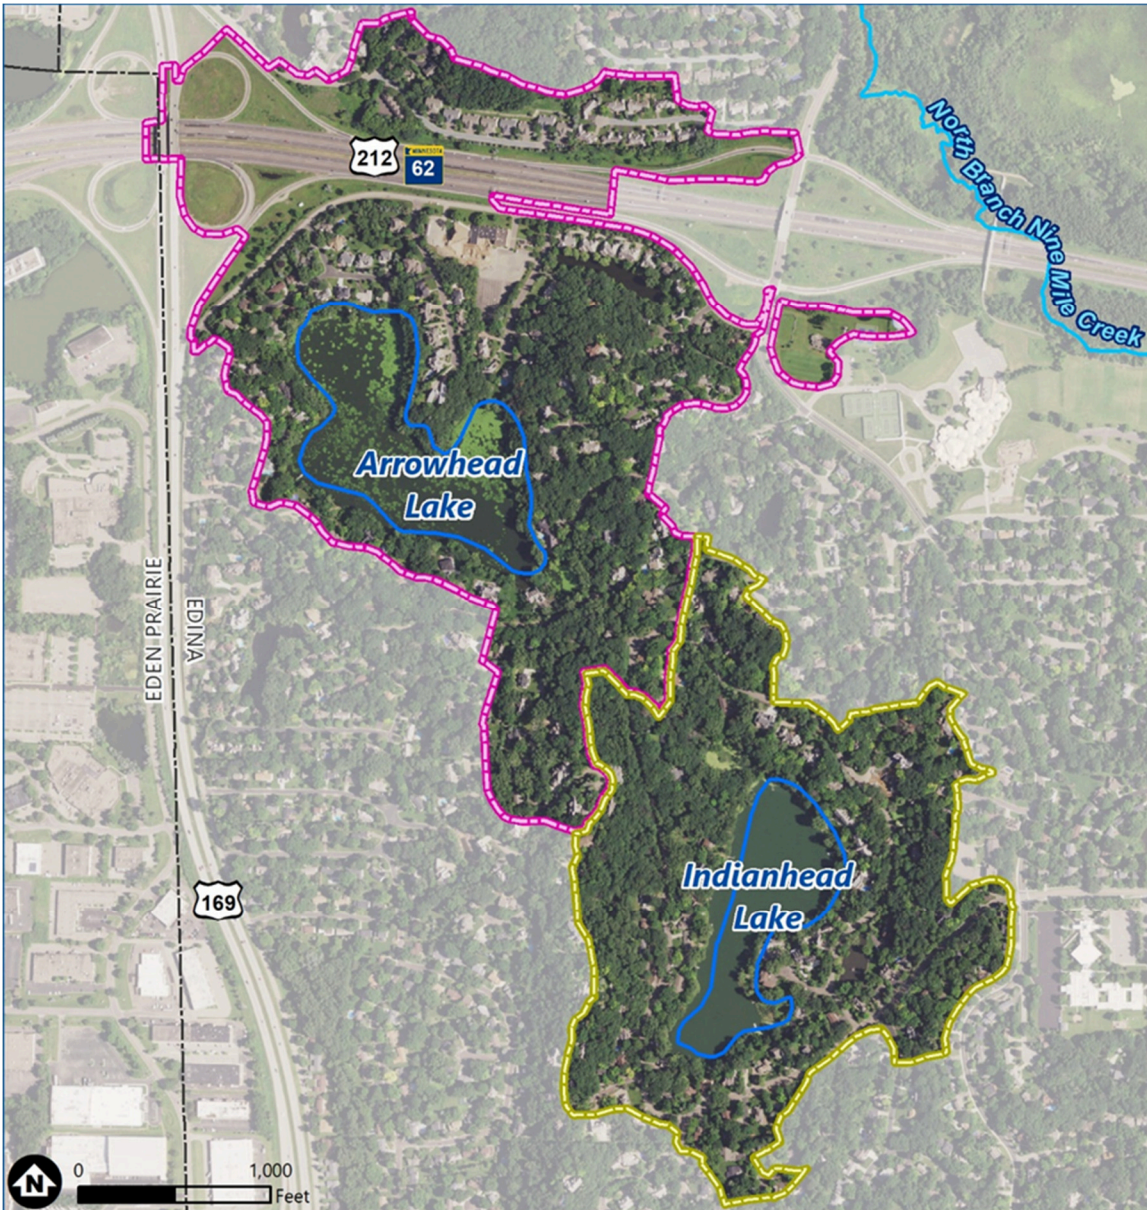 North Branch Nine Mile Creek
MINNESOTA
212
62
Arrowhead
Lake
EDEN PRAIRIE
EDINA
Indianhead
Lake
169
N
0
1,000
Feet